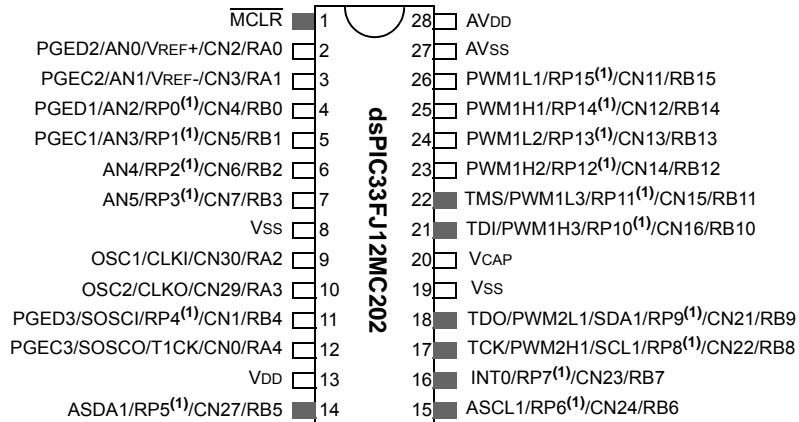 MCLR 1 28 AVDD
PGED2/AN0/VREF+/CN2/RA0 2 27 AVSS
PGEC2/AN1/VREF-/CN3/RA1 3 26 PWM1L1/RP15(1)/CN11/RB15
PGED1/AN2/RP0(1)/CN4/RB0 4 25 PWM1H1/RP14(1)/CN12/RB14
PGEC1/AN3/RP1(1)/CN5/RB1 5 24 PWM1L2/RP13(1)/CN13/RB13
AN4/RP2(1)/CN6/RB2 6 23 PWM1H2/RP12(1)/CN14/RB12
AN5/RP3(1)/CN7/RB3 7 22 TMS/PWM1L3/RP11(1)/CN15/RB11
VSS 8 21 TDI/PWM1H3/RP10(1)/CN16/RB10
OSC1/CLKI/CN30/RA2 9 20 VCAP
OSC2/CLKO/CN29/RA3 10 19 VSS
PGED3/SOSCI/RP4(1)/CN1/RB4 11 18 TDO/PWM2L1/SDA1/RP9(1)/CN21/RB9
PGEC3/SOSCO/T1CK/CN0/RA4 12 17 TCK/PWM2H1/SCL1/RP8(1)/CN22/RB8
VDD 13 16 INT0/RP7(1)/CN23/RB7
ASDA1/RP5(1)/CN27/RB5 14 15 ASCL1/RP6(1)/CN24/RB6
dsPIC33FJ12MC202